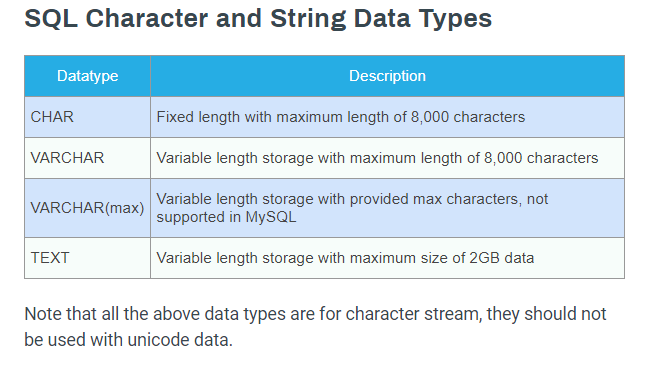 SQL Character and String Data Types
Datatype Description
CHAR Fixed length with maximum length of 8,000 characters
VARCHAR Variable length storage with maximum length of 8,000 characters
VARCHAR(max) Variable length storage with provided max characters, not
supported in MySQL
TEXT Variable length storage with maximum size of 2GB data
Note that all the above data types are for character stream, they should not
be used with unicode data.